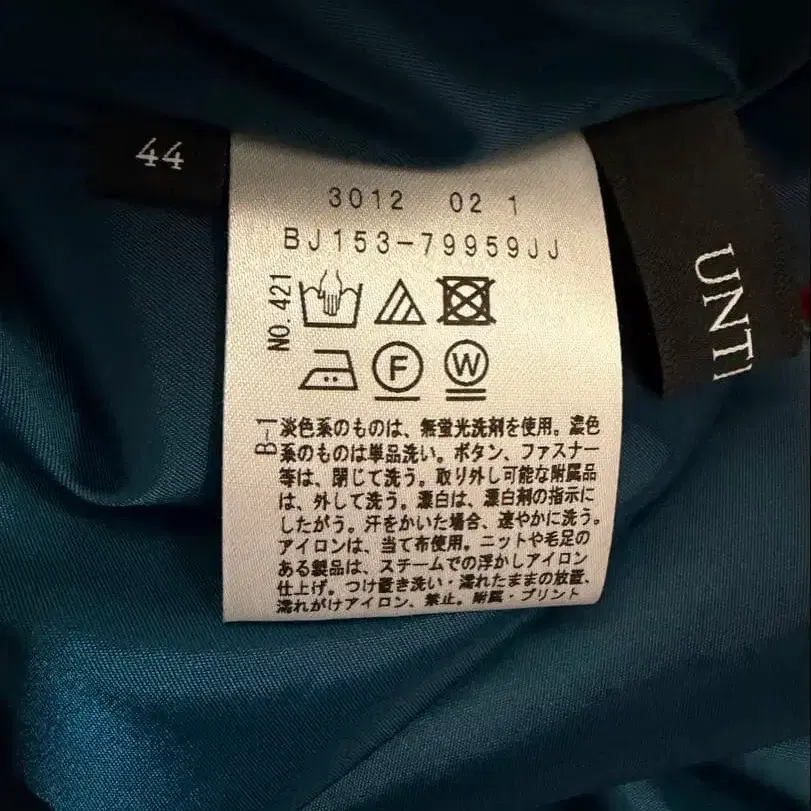 44
3012 02 1
BJ153-79959JJ
NO.421
F
W
UNTI
B-1
淡色系のものは、無蛍光洗剤を使用。濃色
系のものは単品洗い。ボタン、ファスナー
等は、閉じて洗う。取り外し可能な附属品
は、外して洗う。漂白は、漂白剤の指示に
したがう。汗をかいた場合、速やかに洗う。
アイロンは、当て布使用。ニットや毛足の
ある製品は、スチームでの浮かしアイロン
仕上げ。つけ置き洗い・濡れたままの放置、
濡れがけアイロン、禁止。附属・プリント